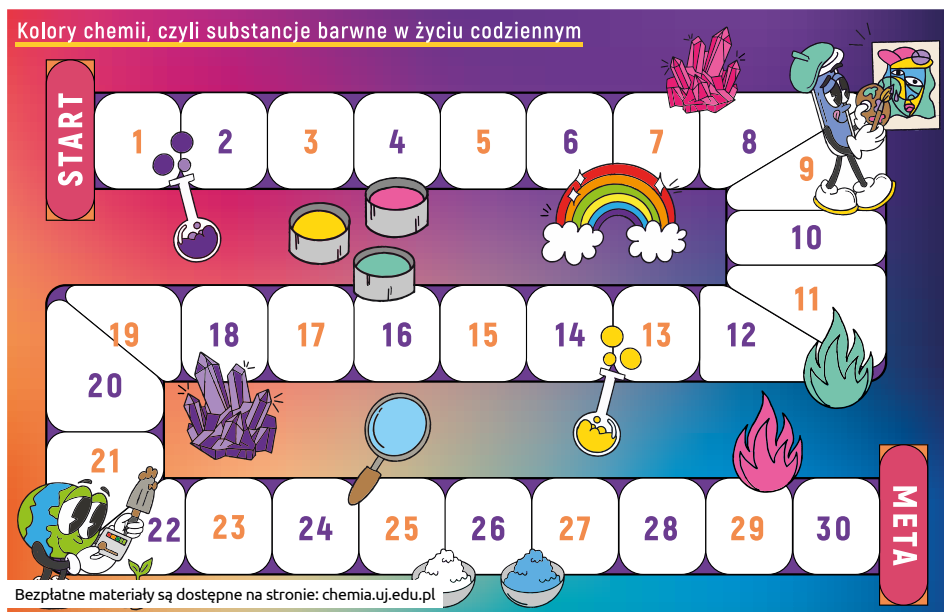 Kolory chemii, czyli substancje barwne w życiu codziennym
START
1 2 3 4 5 6 7 8
9
10
11
19 18 17 16 15 14 13 12
20
21
22 23 24 25 26 27 28 29 30
META
Bezpłatne materiały są dostępne na stronie: chemia.uj.edu.pl